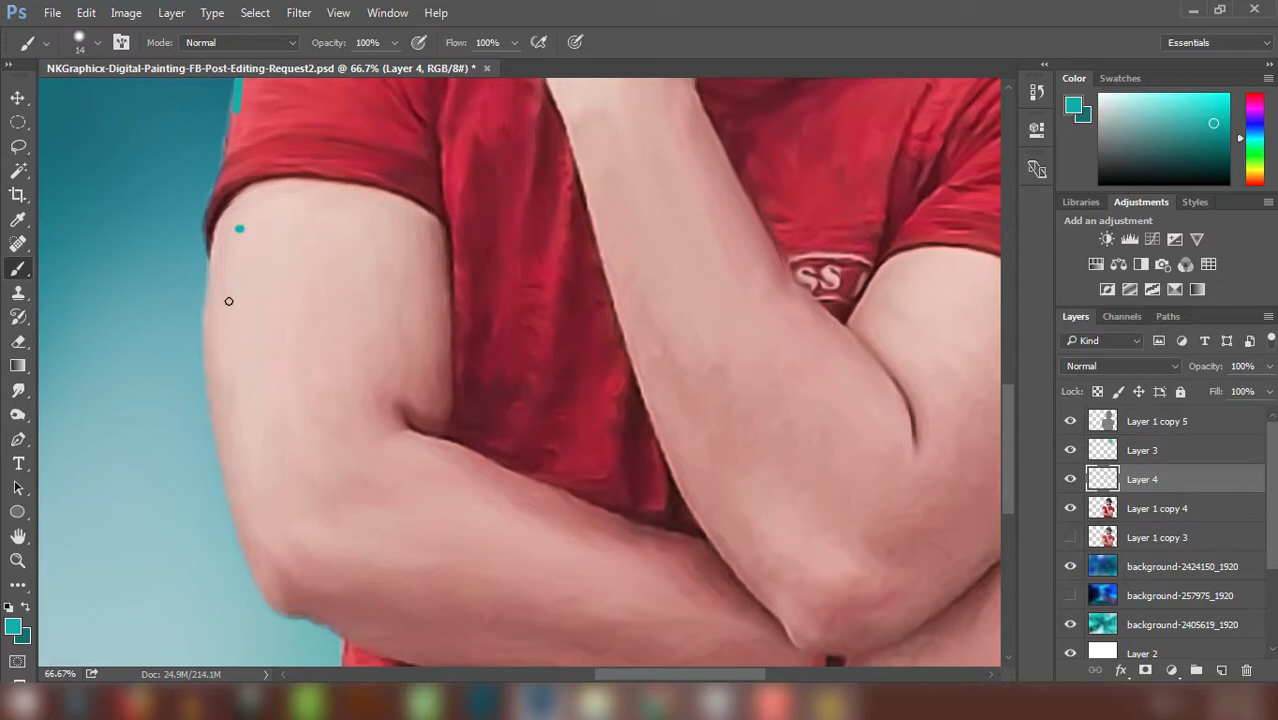 Ps File Edit Image Layer Type Select Filter 3D View Window Help
14 Mode: Normal Opacity: 100% Flow: 100% Essentials
NKGraphicx-Digital-Painting-FB-Post-Editing-Request2.psd @ 66.7% (Layer 4, RGB/8#) *
Color Swatches
Libraries Adjustments Styles
Add an adjustment
SS
Layers Channels Paths
Kind
Normal Opacity: 100%
Lock: Fill: 100%
Layer 1 copy 5
Layer 3
Layer 4
Layer 1 copy 4
Layer 1 copy 3
background-2424150_1920
background-257975_1920
background-2405619_1920
Layer 2
66.67% Doc: 24.9M/214.1M